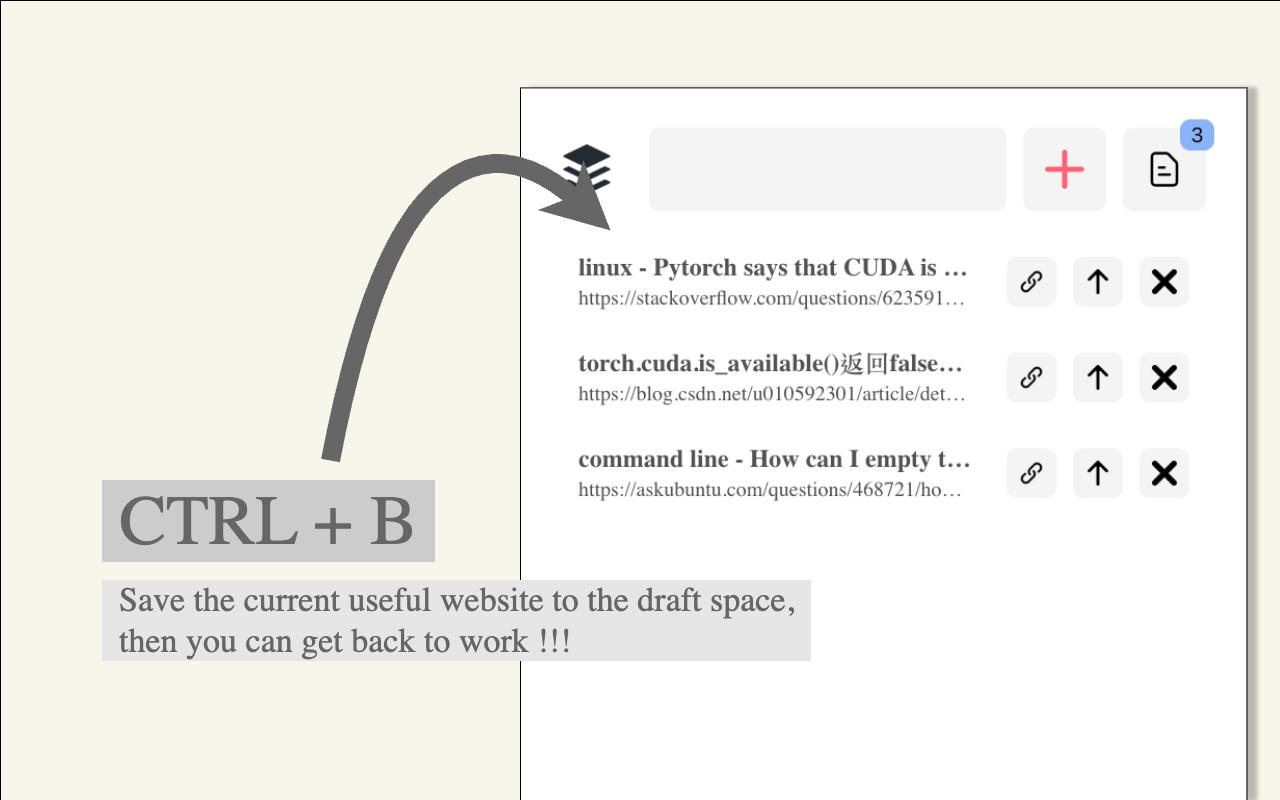 3
linux - Pytorch says that CUDA is …
https://stackoverflow.com/questions/623591…
torch.cuda.is_available()返回false…
https://blog.csdn.net/u010592301/article/det…
command line - How can I empty t…
https://askubuntu.com/questions/468721/ho…
CTRL + B
Save the current useful website to the draft space,
then you can get back to work !!!